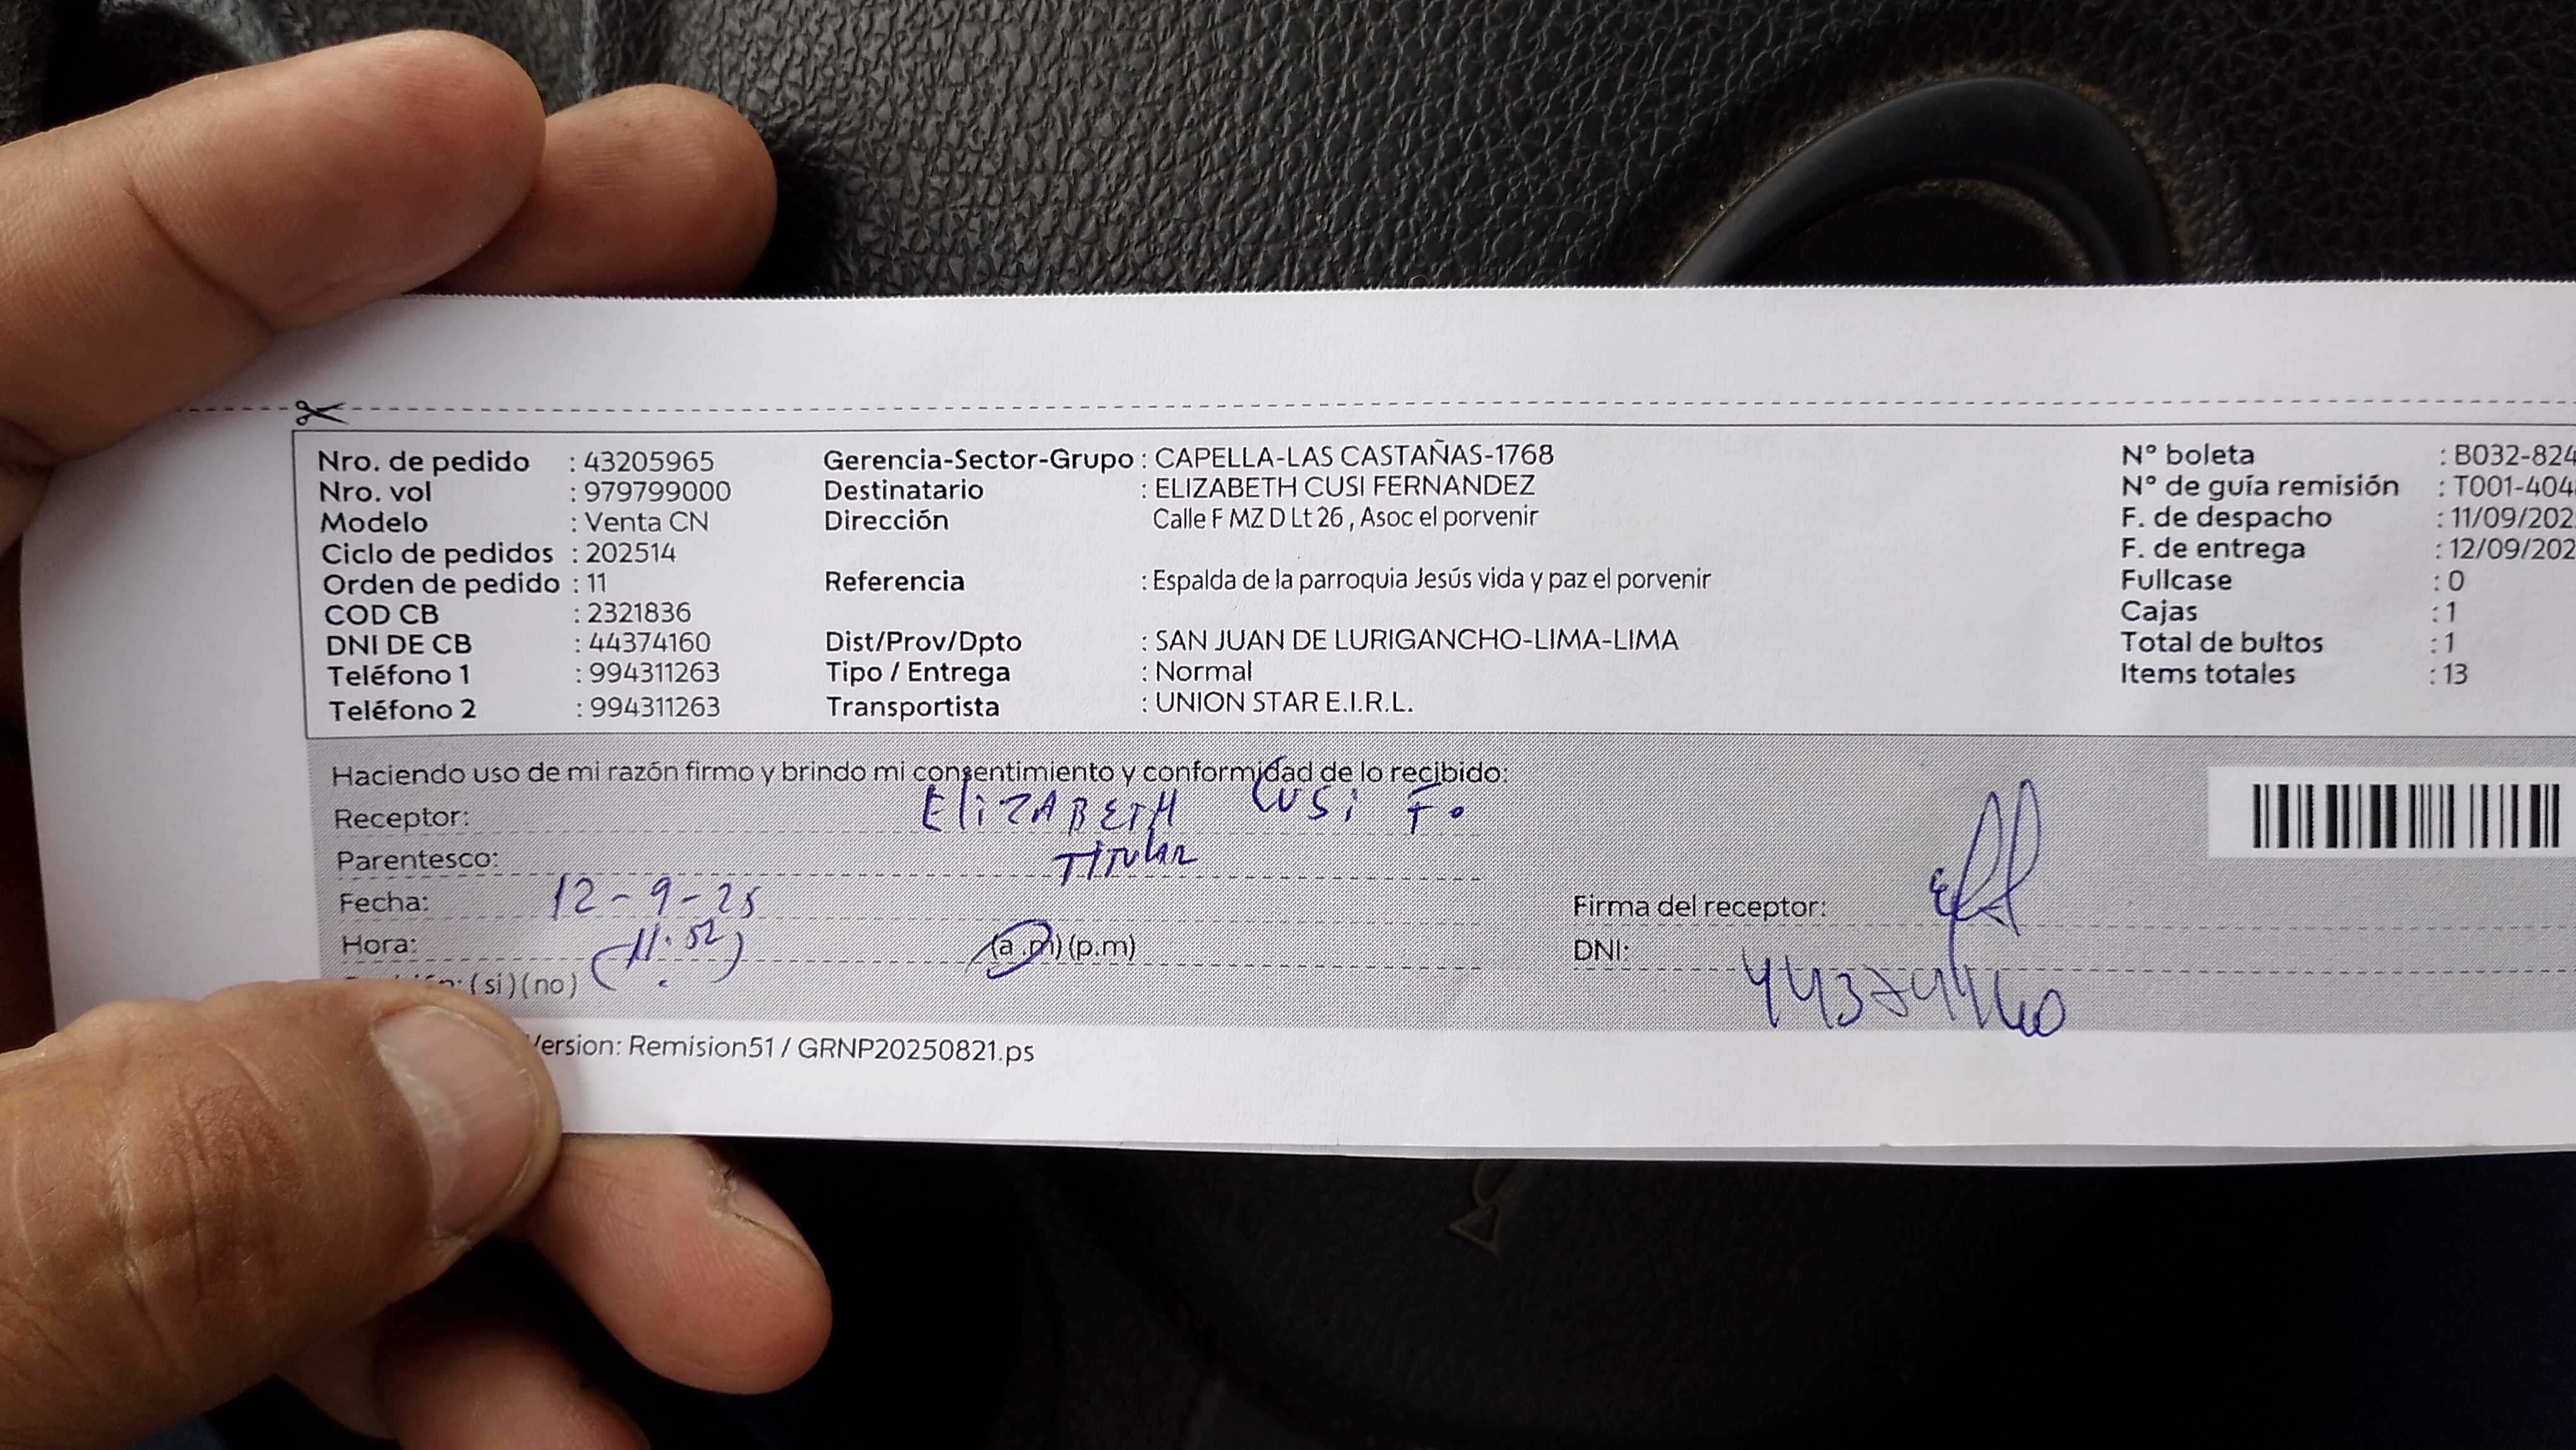 Nro. de pedido : 43205965
Nro. vol : 979799000
Modelo : Venta CN
Ciclo de pedidos : 202514
Orden de pedido : 11
COD CB : 2321836
DNI DE CB : 44374160
Teléfono 1 : 994311263
Teléfono 2 : 994311263
Gerencia-Sector-Grupo : CAPELLA-LAS CASTAÑAS-1768
Destinatario : ELIZABETH CUSI FERNANDEZ
Dirección Calle F MZ D Lt 26 , Asoc el porvenir
Referencia : Espalda de la parroquia Jesús vida y paz el porvenir
Dist/Prov/Dpto : SAN JUAN DE LURIGANCHO-LIMA-LIMA
Tipo / Entrega : Normal
Transportista : UNION STAR E.I.R.L.
N° boleta : B032-824
N° de guía remisión : T001-404
F. de despacho : 11/09/202
F. de entrega : 12/09/202
Fullcase : 0
Cajas : 1
Total de bultos : 1
Items totales : 13
Haciendo uso de mi razón firmo y brindo mi consentimiento y conformidad de lo recibido:
Receptor: ELIZABETH CUSI F.
Parentesco: TITULAR
Fecha: 12-9-25
Hora: (11:52) (a.m) (p.m)
(si) (no)
Firma del receptor:
DNI: 44374160
Version: Remision51 / GRNP20250821.ps